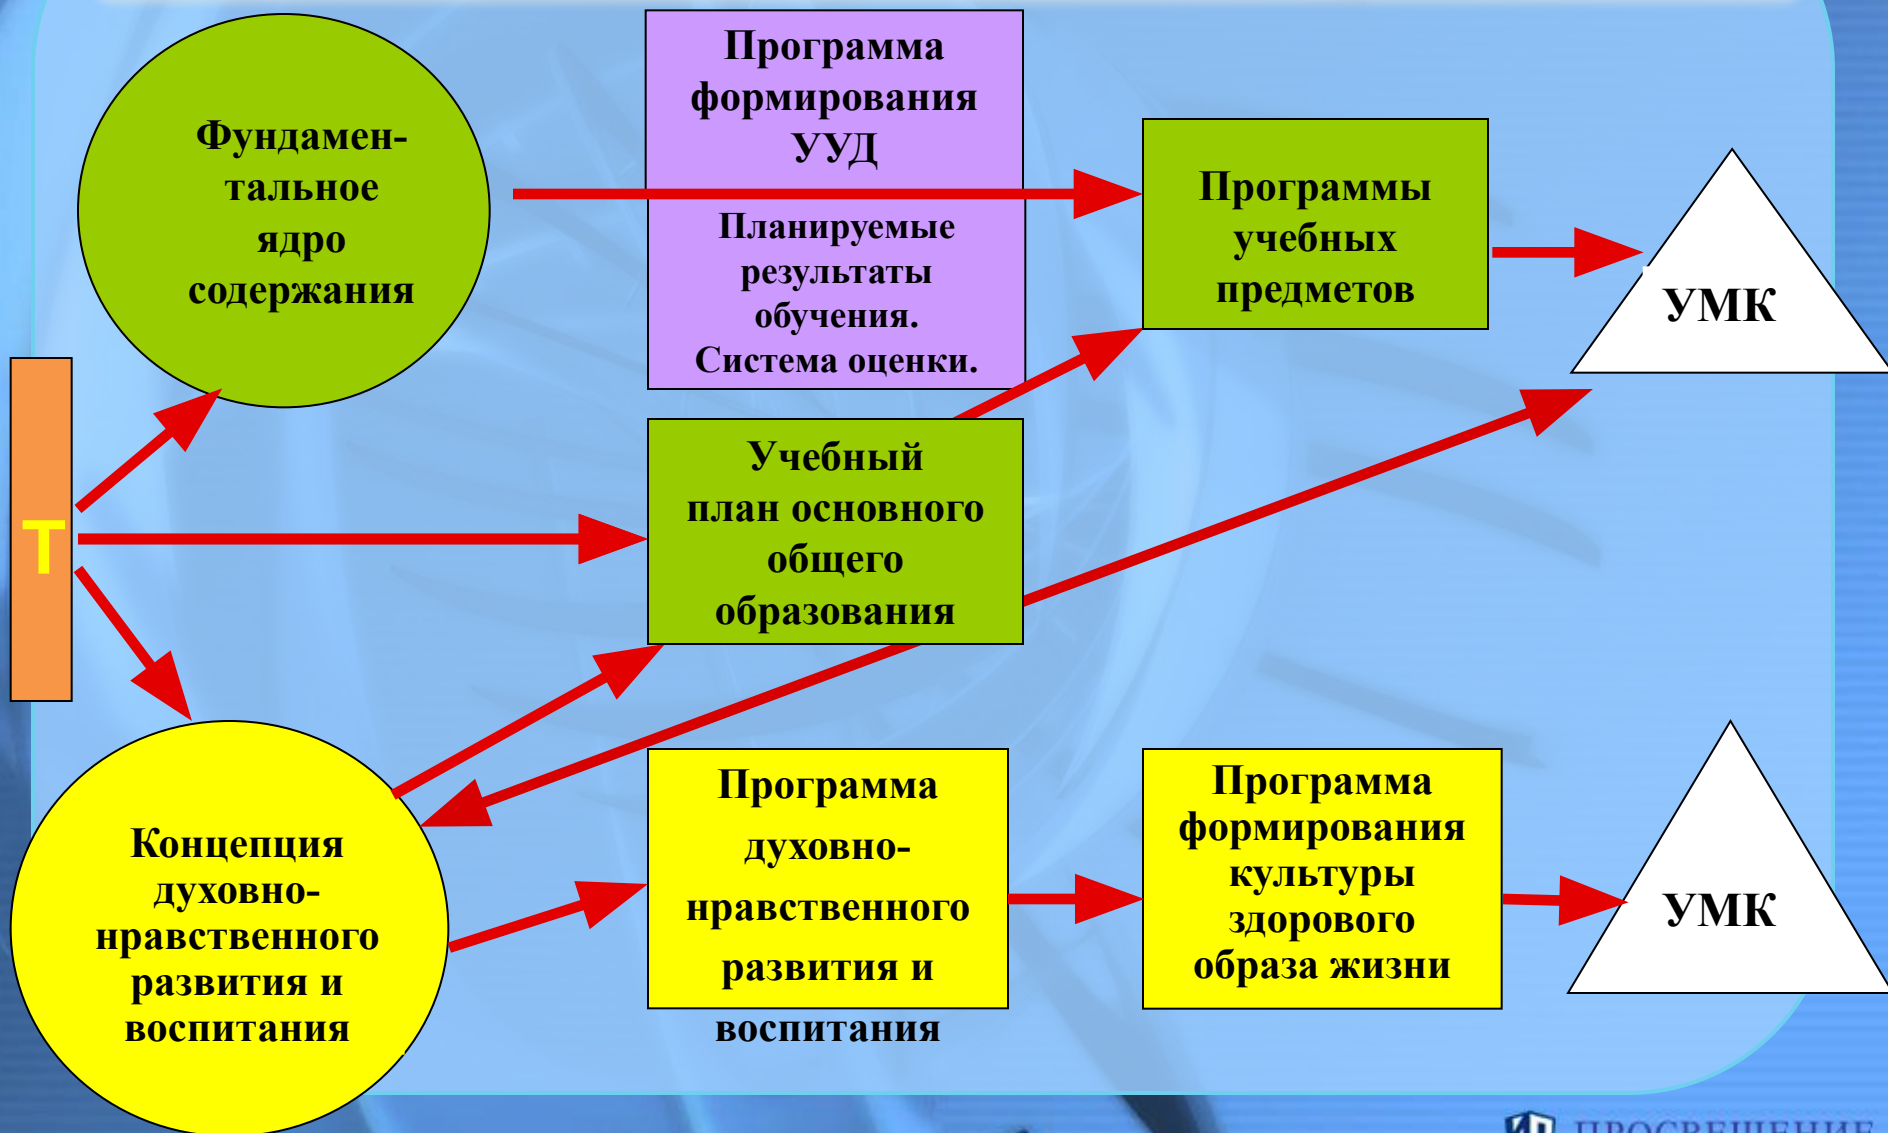 Фундамен-
тальное
ядро
содержания
Программа
формирования
УУД
Планируемые
результаты
обучения.
Система оценки.
Программы
учебных
предметов
УМК
Т
Учебный
план основного
общего
образования
Концепция
духовно-
нравственного
развития и
воспитания
Программа
духовно-
нравственного
развития и
воспитания
Программа
формирования
культуры
здорового
образа жизни
УМК
ПРОСВЕЩЕНИЕ